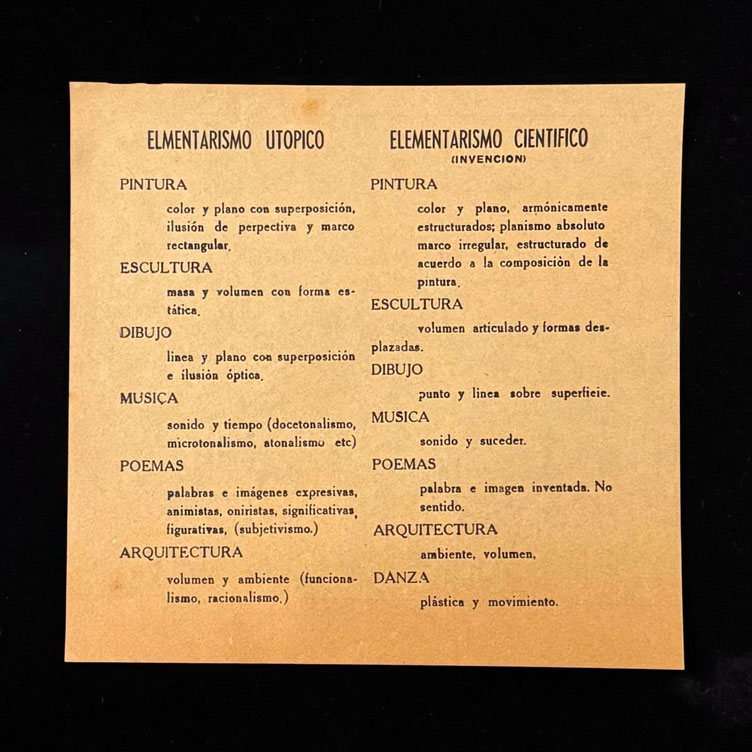 ELMENTARISMO UTOPICO
PINTURA
color y plano con superposición,
ilusión de perpectiva y marco
rectangular.
ESCULTURA
masa y volumen con forma es-
tática.
DIBUJO
linea y plano con superposición
e ilusión óptica.
MUSICA
sonido y tiempo (docetonalismo,
microtonalismo, atonalismo etc)
POEMAS
palabras e imágenes expresivas,
animistas, oniristas, significativas
figurativas, (subjetivismo.)
ARQUITECTURA
volumen y ambiente (funciona-
lismo, racionalismo.)
ELEMENTARISMO CIENTIFICO
(INVENCION)
PINTURA
color y plano, armónicamente
estructurados; planismo absoluto
marco irregular, estructurado de
acuerdo a la composición de la
pintura.
ESCULTURA
volumen articulado y formas des-
plazadas.
DIBUJO
punto y linea sobre superfieie.
MUSICA
sonido y suceder.
POEMAS
palabra e imagen inventada. No
sentido.
ARQUITECTURA
ambiente, volumen,
DANZA
plástica y movimiento.